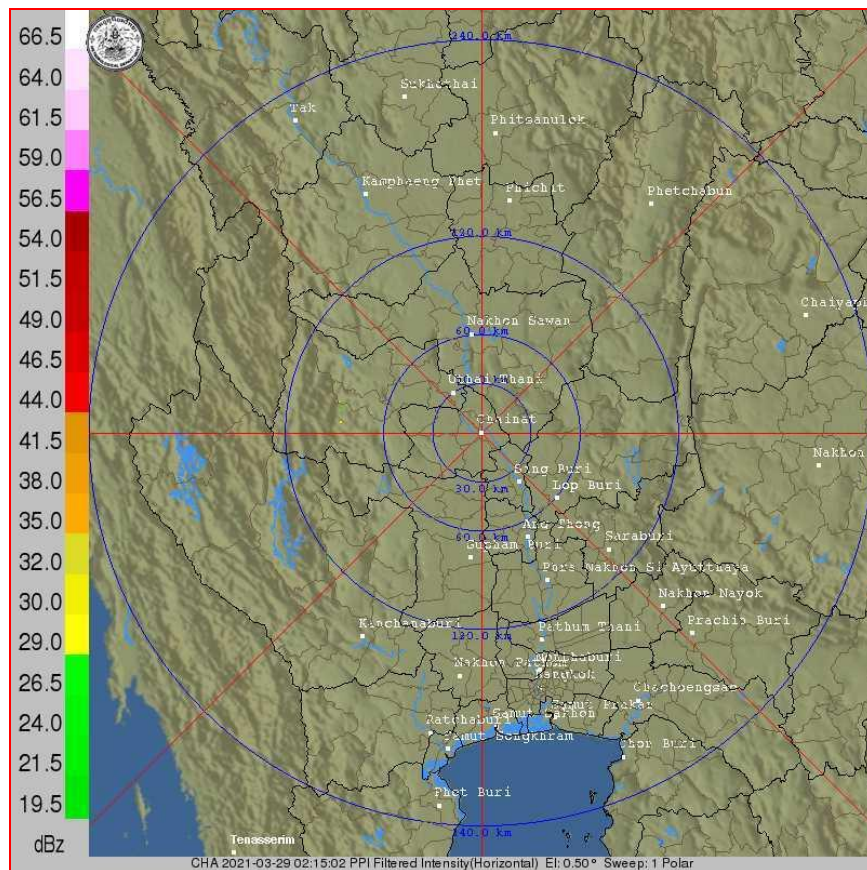 66.5
64.0
61.5
59.0
56.5
54.0
51.5
49.0
46.5
44.0
41.5
38.0
35.0
32.0
30.0
29.0
26.5
24.0
21.5
19.5
dBz
240.0 km
Sukhothai
Tak
Phitsanulok
Kamphaeng Phet
Phichit
Phetchabun
120.0 km
Nakhon Sawan
60.0 km
Uthai Thani
Chainat
Nakhon
Sing Buri
30.0 km
Lop Buri
Ang Thong
60.0 km
Saraburi
Pora Nakhon Si Ayutthaya
Nakhon Nayok
Prachin Buri
120.0 km
Kanchanaburi
Pathum Thani
Nonthaburi
Nakhon Pathom
Bangkok
Chachoengsao
Samut Prakan
Samut Sakhon
Ratchaburi
Samut Songkhram
Chon Buri
Phet Buri
240.0 km
Tenasserim
CHA 2021-03-29 02:15:02 PPI Filtered Intensity(Horizontal) El: 0.50° Sweep: 1 Polar